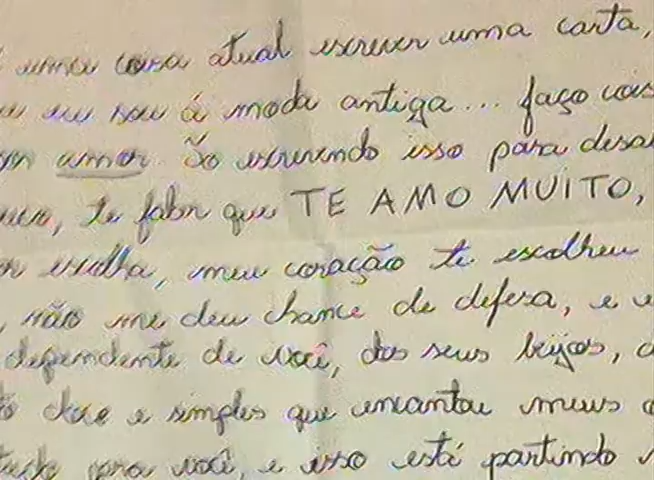 uma coisa atual escrever uma carta,
eu sou à moda antiga... faço
amor. Só escrevendo isso para
te falar que TE AMO MUITO,
escolha, meu coração te escolheu
, não me deu chance de defesa, e
dependente de você, dos seus beijos,
doce e simples que encantou meus
para você, e isso está partindo